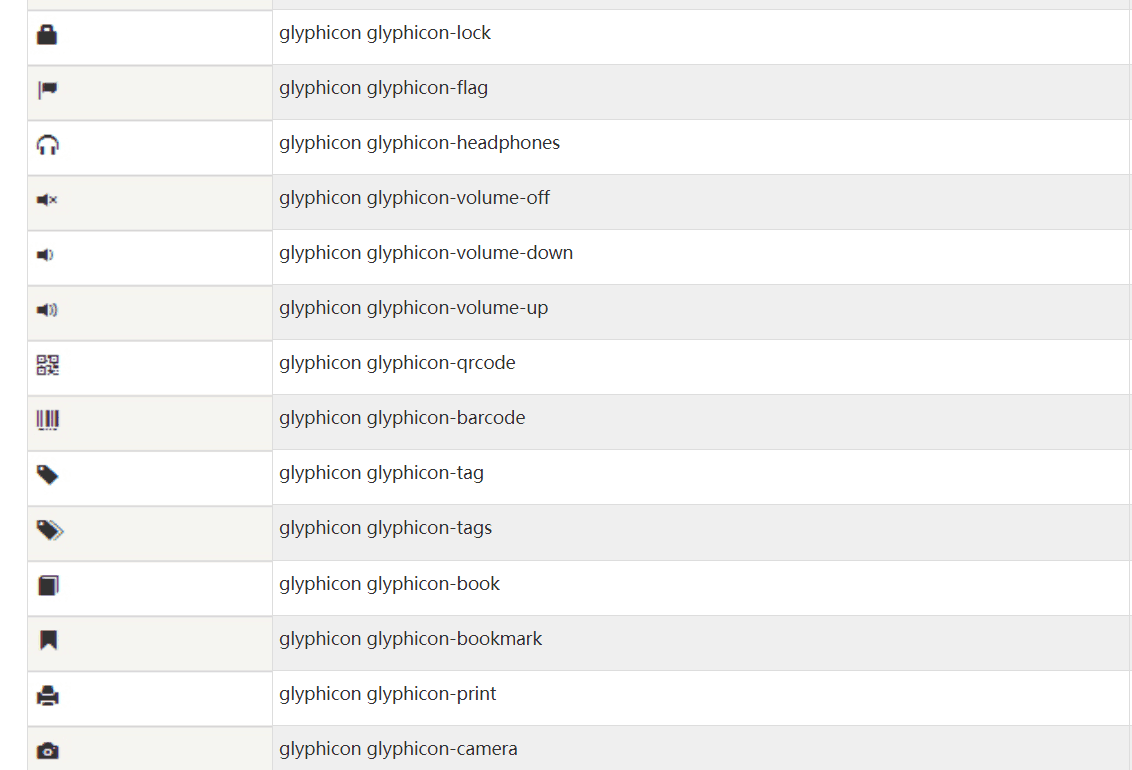 glyphicon glyphicon-lock
glyphicon glyphicon-flag
glyphicon glyphicon-headphones
glyphicon glyphicon-volume-off
glyphicon glyphicon-volume-down
glyphicon glyphicon-volume-up
glyphicon glyphicon-qrcode
glyphicon glyphicon-barcode
glyphicon glyphicon-tag
glyphicon glyphicon-tags
glyphicon glyphicon-book
glyphicon glyphicon-bookmark
glyphicon glyphicon-print
glyphicon glyphicon-camera